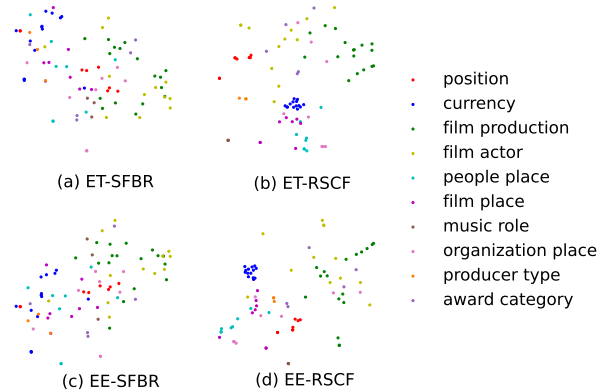 position
currency
film production
film actor
people place
film place
music role
organization place
producer type
award category
(a) ET-SFBR
(b) ET-RSCF
(c) EE-SFBR
(d) EE-RSCF